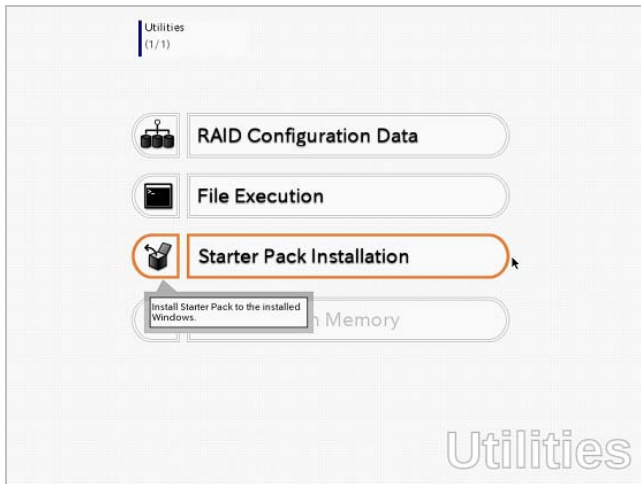 Utilities
(1/1)
RAID Configuration Data
File Execution
Starter Pack Installation
Install Starter Pack to the installed
Windows.
Memory
Utilities